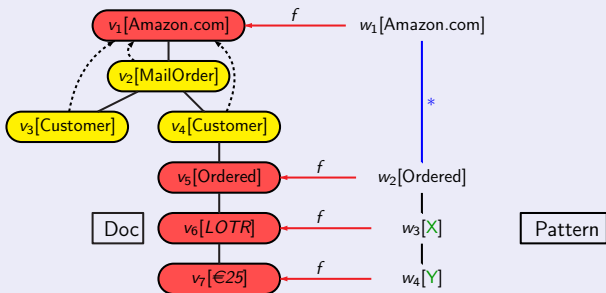 v1[Amazon.com] f w1[Amazon.com]
v2[MailOrder]
*
v3[Customer] v4[Customer]
v5[Ordered] f w2[Ordered]
Doc v6[LOTR] f w3[X] Pattern
v7[€25] f w4[Y]